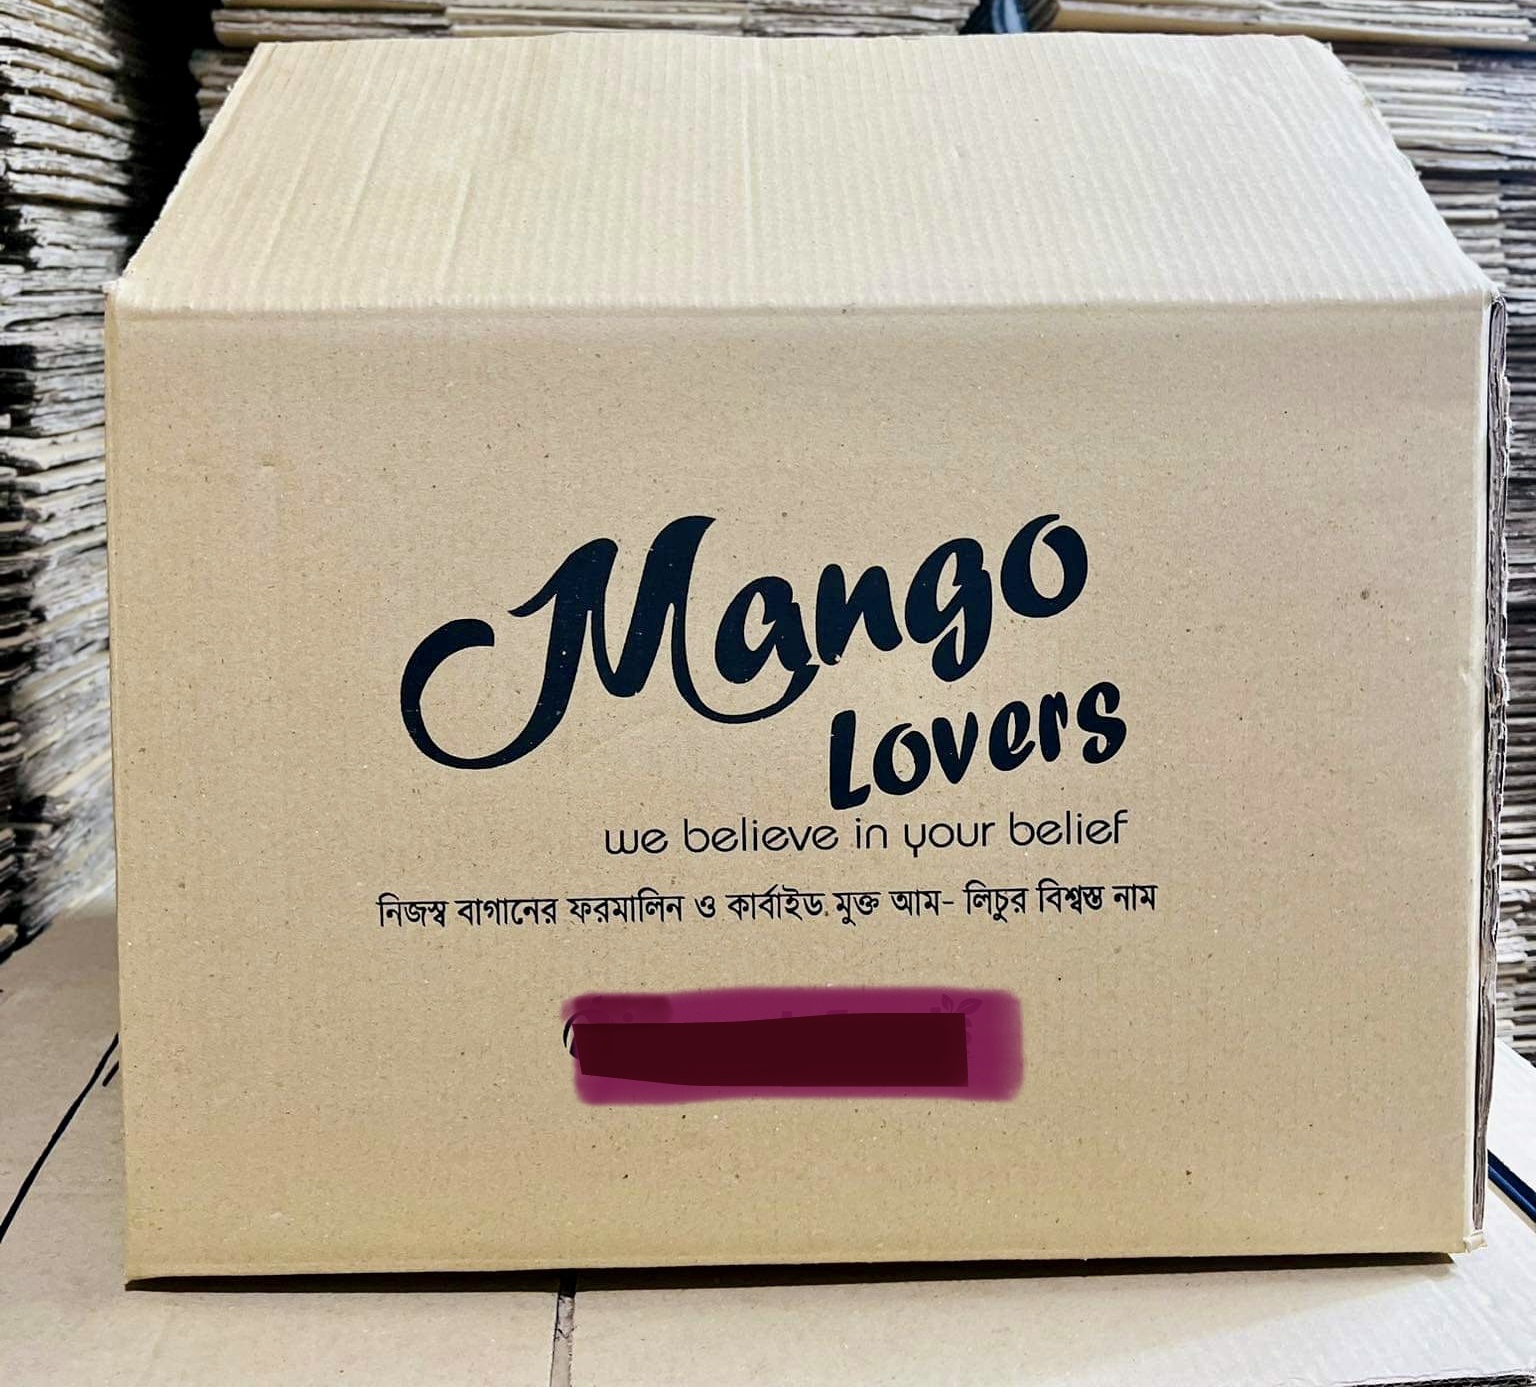 Mango
Lovers
we believe in your belief
নিজস্ব বাগানের ফরমালিন ও কার্বাইড মুক্ত আম- লিচুর বিশ্বস্ত নাম